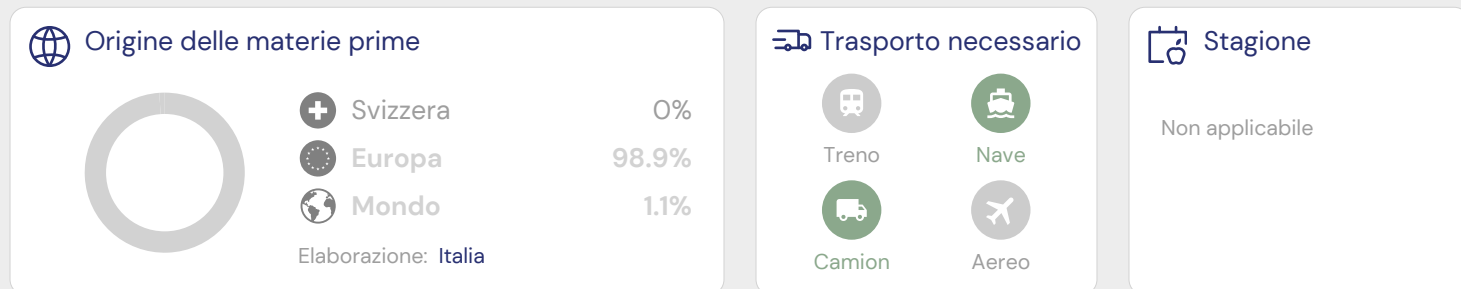 Origine delle materie prime
Svizzera 0%
Europa 98.9%
Mondo 1.1%
Elaborazione: Italia
Trasporto necessario
Treno
Nave
Camion
Aereo
Stagione
Non applicabile